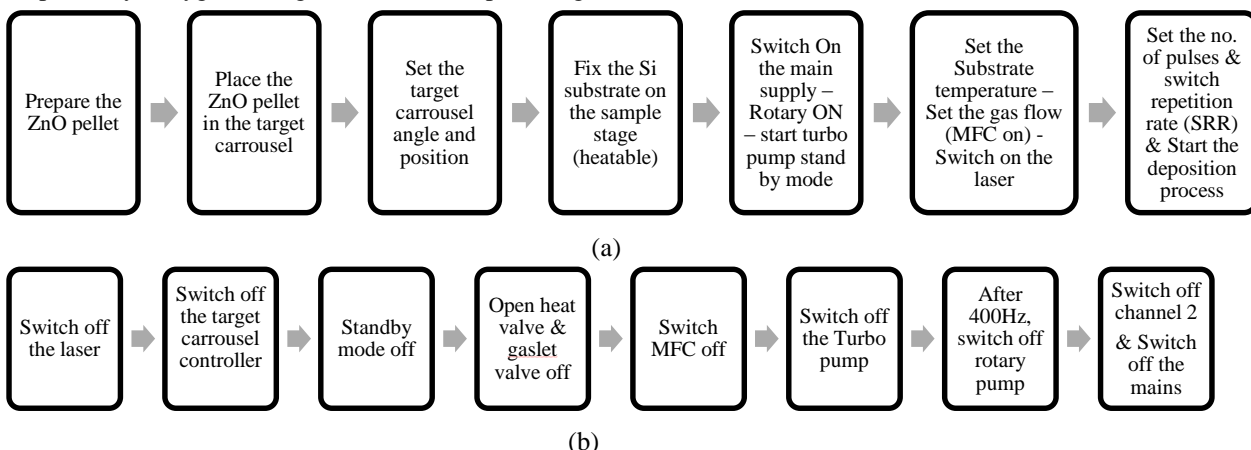 Prepare the
ZnO pellet
Place the
ZnO pellet
in the target
carrousel
Set the
target
carrousel
angle and
position
Fix the Si
substrate on
the sample
stage
(heatable)
Switch On
the main
supply –
Rotary ON
– start turbo
pump stand
by mode
Set the
Substrate
temperature –
Set the gas flow
(MFC on) -
Switch on the
laser
Set the no.
of pulses &
switch
repetition
rate (SRR)
& Start the
deposition
process
(a)
Switch off
the laser
Switch off
the target
carrousel
controller
Standby
mode off
Open heat
valve &
gaslet
valve off
Switch
MFC off
Switch off
the Turbo
pump
After
400Hz,
switch off
rotary
pump
Switch off
channel 2
& Switch
off the
mains
(b)